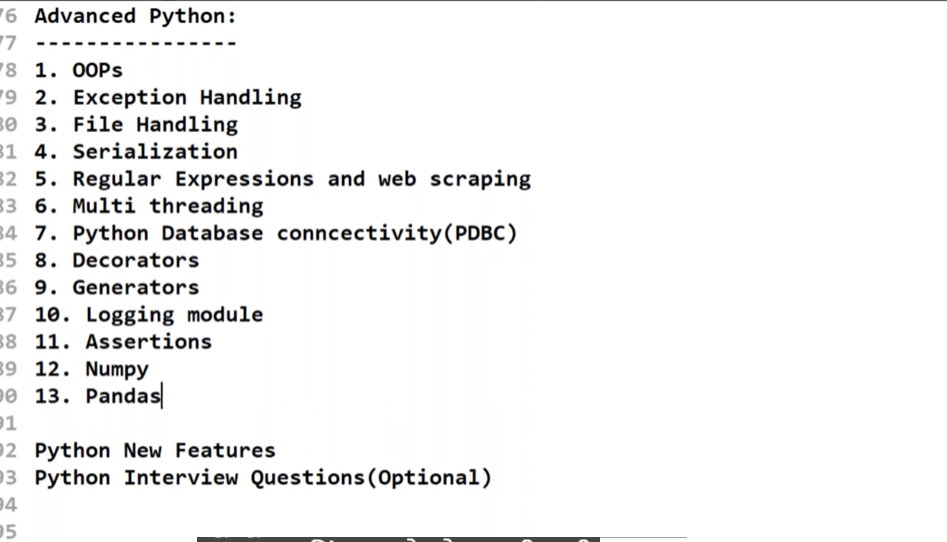 76 Advanced Python:
77 ----------------
78 1. OOPs
79 2. Exception Handling
80 3. File Handling
81 4. Serialization
82 5. Regular Expressions and web scraping
83 6. Multi threading
84 7. Python Database conncectivity(PDBC)
85 8. Decorators
86 9. Generators
87 10. Logging module
88 11. Assertions
89 12. Numpy
90 13. Pandas
91
92 Python New Features
93 Python Interview Questions(Optional)
94
95